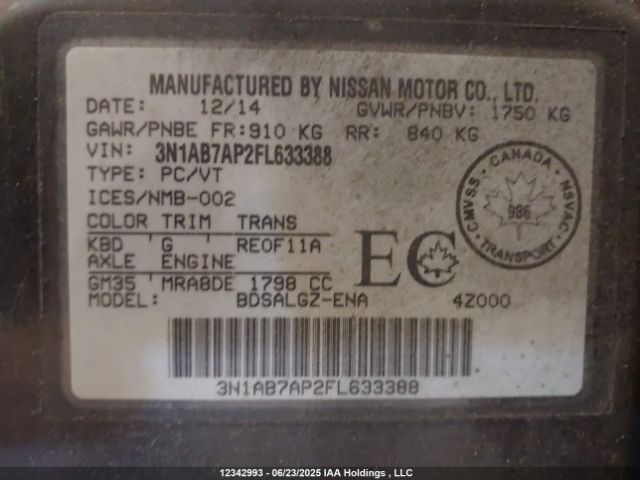 MANUFACTURED BY NISSAN MOTOR CO., LTD.
DATE: 12/14 GVWR/PNBV: 1750 KG
GAWR/PNBE FR:910 KG RR: 840 KG
VIN: 3N1AB7AP2FL633388
TYPE: PC/VT
ICES/NMB-002
COLOR TRIM TRANS
KBD G RE0F11A
AXLE ENGINE
GM35 MRA8DE 1798 CC
MODEL: BDSALGZ-ENA 4Z000
CMVSS CANADA NSVAC
986
TRANSPORT
EC
3N1AB7AP2FL633388
12342993 - 06/23/2025 IAA Holdings , LLC